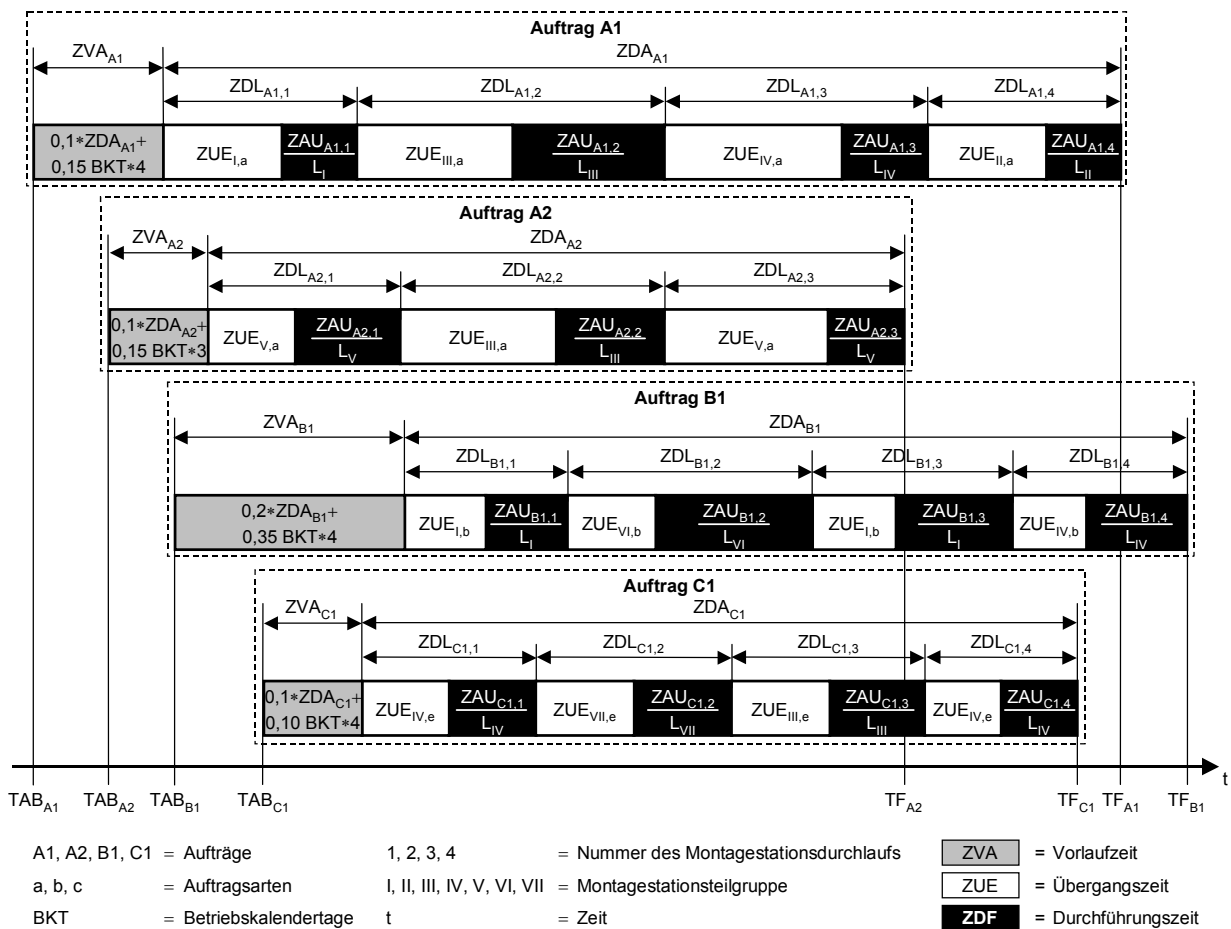 Auftrag A1
ZVA_A1 ZDA_A1
ZDL_A1,1 ZDL_A1,2 ZDL_A1,3 ZDL_A1,4
0,1*ZDA_A1+
0,15 BKT*4
ZUE_I,a
ZAU_A1,1
L_I
ZUE_III,a
ZAU_A1,2
L_III
ZUE_IV,a
ZAU_A1,3
L_IV
ZUE_II,a
ZAU_A1,4
L_II
Auftrag A2
ZVA_A2 ZDA_A2
ZDL_A2,1 ZDL_A2,2 ZDL_A2,3
0,1*ZDA_A2+
0,15 BKT*3
ZUE_V,a
ZAU_A2,1
L_V
ZUE_III,a
ZAU_A2,2
L_III
ZUE_V,a
ZAU_A2,3
L_V
Auftrag B1
ZVA_B1 ZDA_B1
ZDL_B1,1 ZDL_B1,2 ZDL_B1,3 ZDL_B1,4
0,2*ZDA_B1+
0,35 BKT*4
ZUE_I,b
ZAU_B1,1
L_I
ZUE_VI,b
ZAU_B1,2
L_VI
ZUE_I,b
ZAU_B1,3
L_I
ZUE_IV,b
ZAU_B1,4
L_IV
Auftrag C1
ZVA_C1 ZDA_C1
ZDL_C1,1 ZDL_C1,2 ZDL_C1,3 ZDL_C1,4
0,1*ZDA_C1+
0,10 BKT*4
ZUE_IV,e
ZAU_C1,1
L_IV
ZUE_VII,e
ZAU_C1,2
L_VII
ZUE_III,e
ZAU_C1,3
L_III
ZUE_IV,e
ZAU_C1,4
L_IV
t
TAB_A1 TAB_A2 TAB_B1 TAB_C1 TF_A2 TF_C1 TF_A1 TF_B1
A1, A2, B1, C1 = Aufträge 1, 2, 3, 4 = Nummer des Montagestationsdurchlaufs ZVA = Vorlaufzeit
a, b, c = Auftragsarten I, II, III, IV, V, VI, VII = Montagestationsteilgruppe ZUE = Übergangszeit
BKT = Betriebskalendertage t = Zeit ZDF = Durchführungszeit